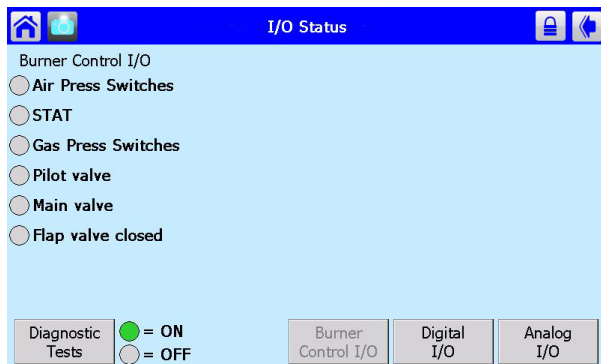 I/O Status
Burner Control I/O
Air Press Switches
STAT
Gas Press Switches
Pilot valve
Main valve
Flap valve closed
Diagnostic
Tests
= ON
= OFF
Burner
Control I/O
Digital
I/O
Analog
I/O